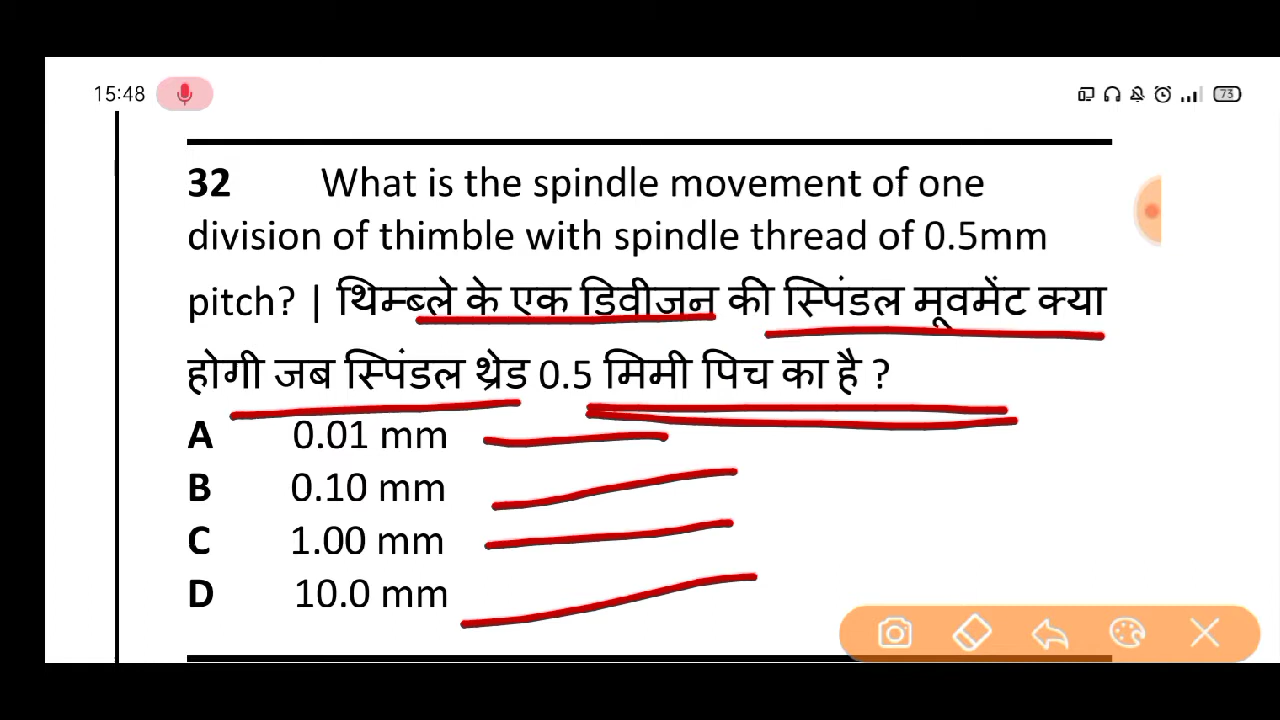 15:48
73
32 What is the spindle movement of one
division of thimble with spindle thread of 0.5mm
pitch? | थिम्ब्ले के एक डिवीजन की स्पिंडल मूवमेंट क्या
होगी जब स्पिंडल थ्रेड 0.5 मिमी पिच का है ?
A 0.01 mm
B 0.10 mm
C 1.00 mm
D 10.0 mm